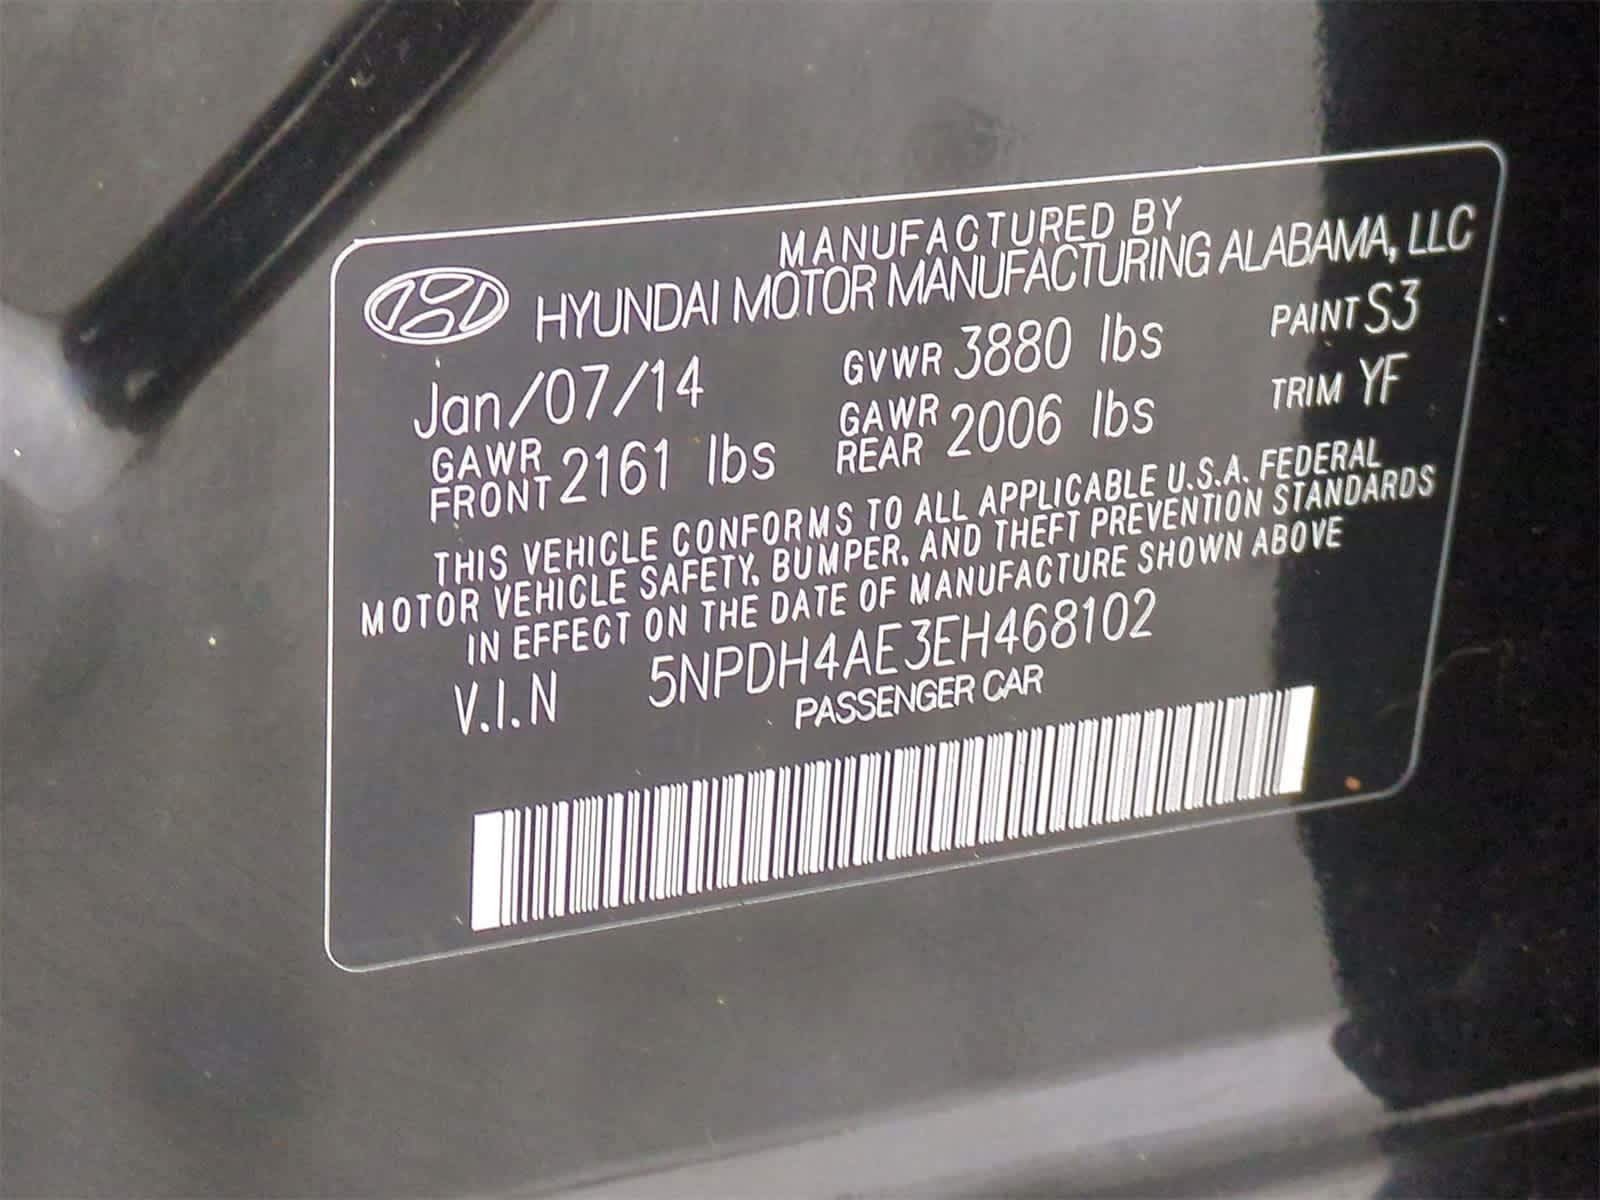 MANUFACTURED BY
HYUNDAI MOTOR MANUFACTURING ALABAMA, LLC
Jan/07/14 GVWR 3880 lbs PAINT S3
GAWR FRONT 2161 lbs GAWR REAR 2006 lbs TRIM YF
THIS VEHICLE CONFORMS TO ALL APPLICABLE U.S.A. FEDERAL
MOTOR VEHICLE SAFETY, BUMPER, AND THEFT PREVENTION STANDARDS
IN EFFECT ON THE DATE OF MANUFACTURE SHOWN ABOVE
V.I.N 5NPDH4AE3EH468102
PASSENGER CAR